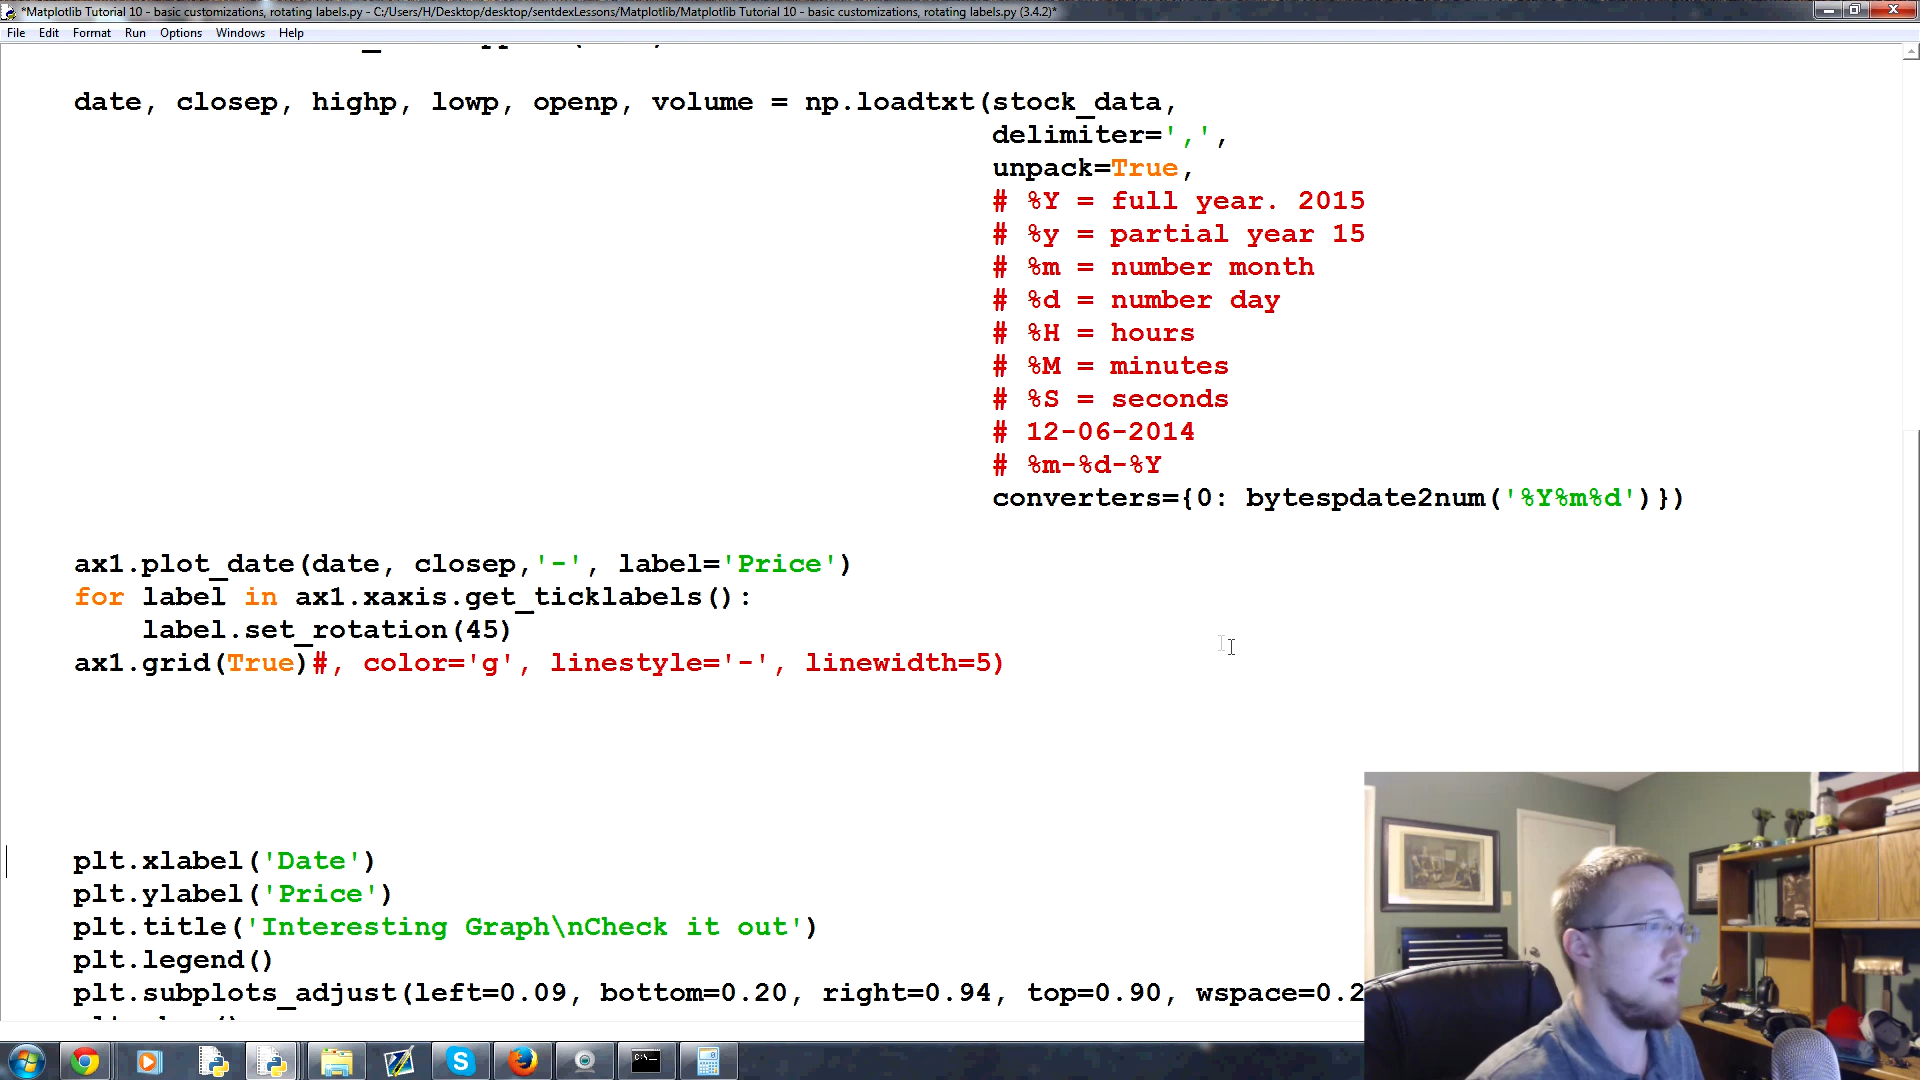 *Matplotlib Tutorial 10 - basic customizations, rotating labels.py - C:/Users/H/Desktop/desktop/sentdexLessons/Matplotlib/Matplotlib Tutorial 10 - basic customizations, rotating labels.py (3.4.2)*
File Edit Format Run Options Windows Help
date, closep, highp, lowp, openp, volume = np.loadtxt(stock_data,
delimiter=',',
unpack=True,
# %Y = full year. 2015
# %y = partial year 15
# %m = number month
# %d = number day
# %H = hours
# %M = minutes
# %S = seconds
# 12-06-2014
# %m-%d-%Y
converters={0: bytespdate2num('%Y%m%d')})
ax1.plot_date(date, closep,'-', label='Price')
for label in ax1.xaxis.get_ticklabels():
label.set_rotation(45)
ax1.grid(True)#, color='g', linestyle='-', linewidth=5)
plt.xlabel('Date')
plt.ylabel('Price')
plt.title('Interesting Graph\nCheck it out')
plt.legend()
plt.subplots_adjust(left=0.09, bottom=0.20, right=0.94, top=0.90, wspace=0.2